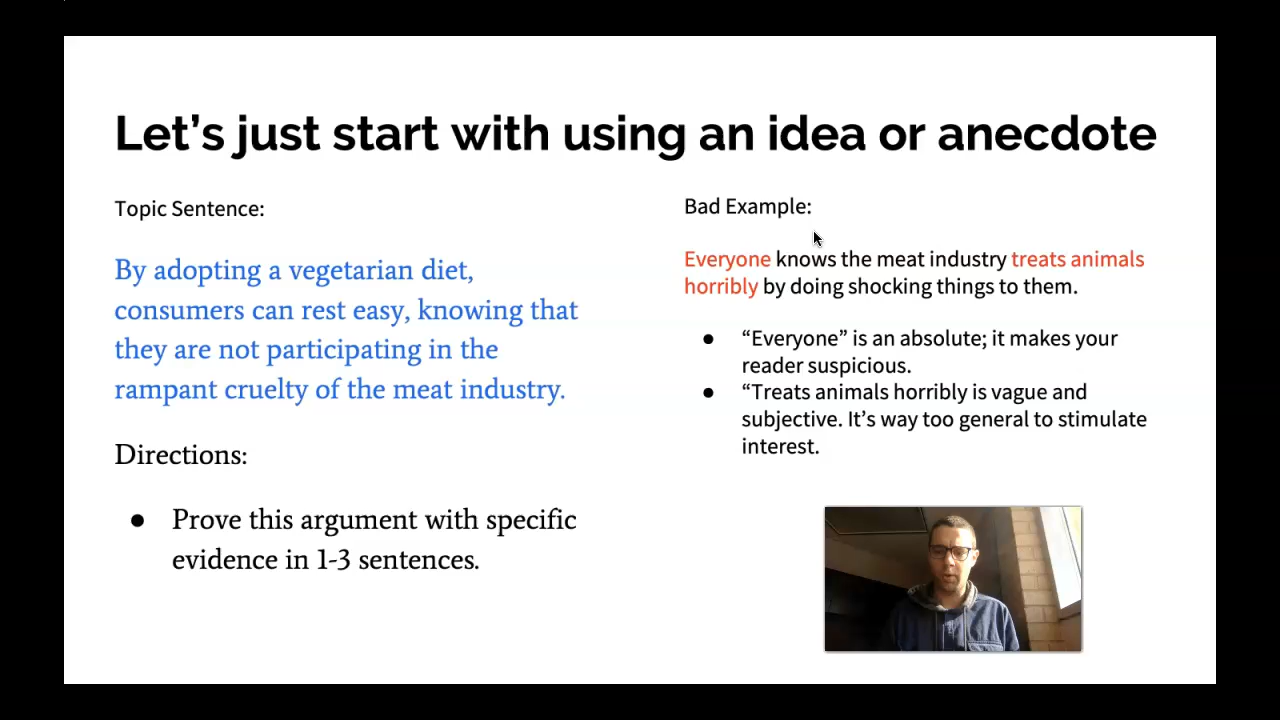 Let's just start with using an idea or anecdote
Topic Sentence:
By adopting a vegetarian diet,
consumers can rest easy, knowing that
they are not participating in the
rampant cruelty of the meat industry.
Directions:
● Prove this argument with specific
evidence in 1-3 sentences.
Bad Example:
Everyone knows the meat industry treats animals
horribly by doing shocking things to them.
● “Everyone” is an absolute; it makes your
reader suspicious.
● “Treats animals horribly is vague and
subjective. It’s way too general to stimulate
interest.